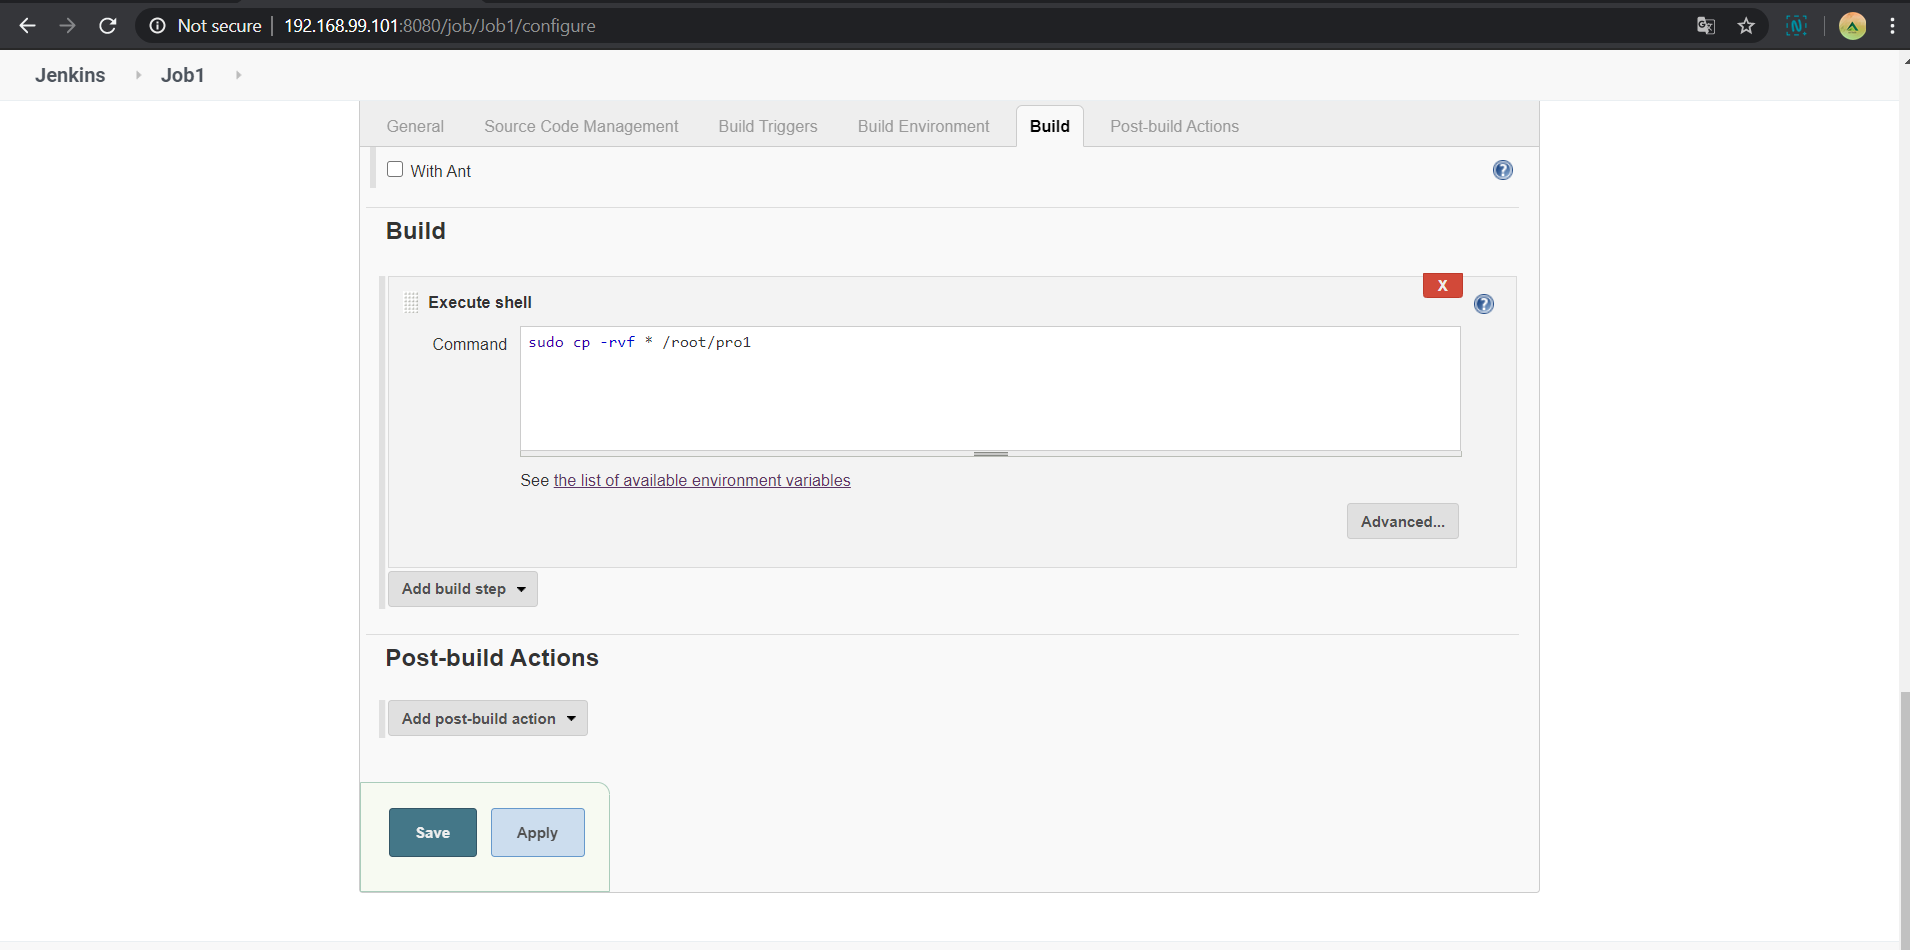 Not secure | 192.168.99.101:8080/job/Job1/configure
Jenkins Job1
General Source Code Management Build Triggers Build Environment Build Post-build Actions
With Ant
Build
X
Execute shell
Command sudo cp -rvf * /root/pro1
See the list of available environment variables
Advanced...
Add build step
Post-build Actions
Add post-build action
Save Apply